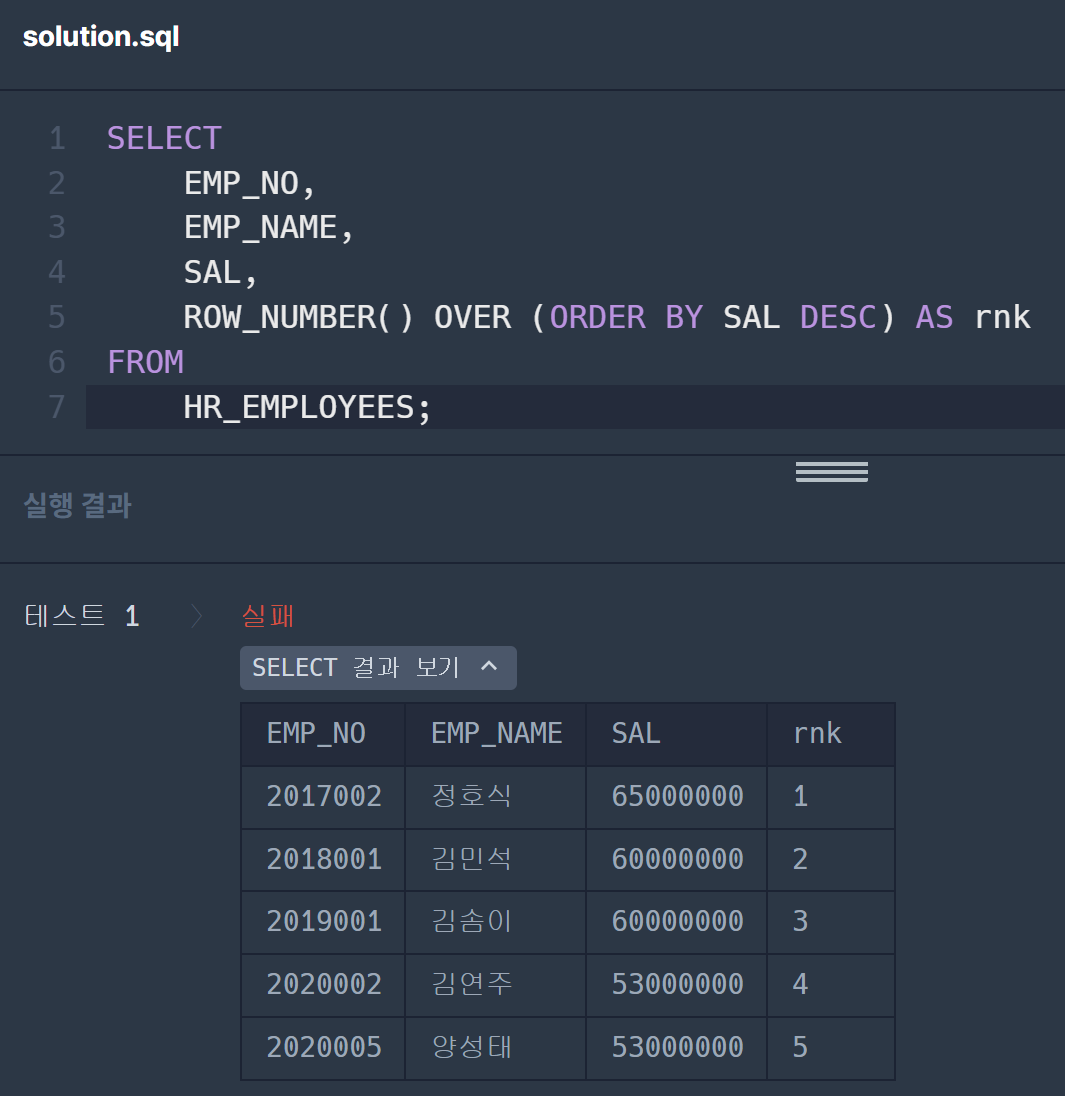 solution.sql
1 SELECT
2 EMP_NO,
3 EMP_NAME,
4 SAL,
5 ROW_NUMBER() OVER (ORDER BY SAL DESC) AS rnk
6 FROM
7 HR_EMPLOYEES;
실행 결과
테스트 1 〉 실패
SELECT 결과 보기 ^
EMP_NO EMP_NAME SAL rnk
2017002 정호식 65000000 1
2018001 김민석 60000000 2
2019001 김솜이 60000000 3
2020002 김연주 53000000 4
2020005 양성태 53000000 5